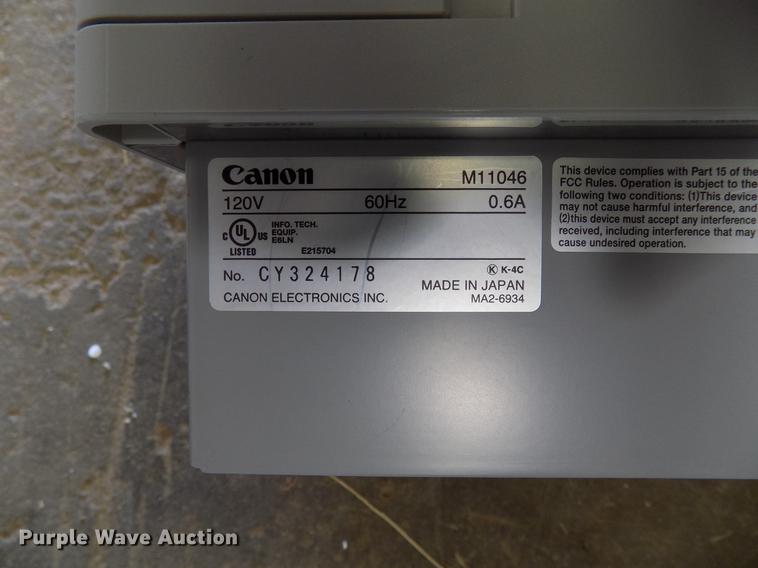 Canon M11046
120V 60Hz 0.6A
C UL US
LISTED
INFO. TECH.
EQUIP.
E6LN
E215704
No. CY324178
K K-4C
MADE IN JAPAN
CANON ELECTRONICS INC. MA2-6934
This device complies with Part 15 of the
FCC Rules. Operation is subject to the
following two conditions: (1)This device
may not cause harmful interference, and
(2)this device must accept any interference
received, including interference that may
cause undesired operation.
Purple Wave Auction